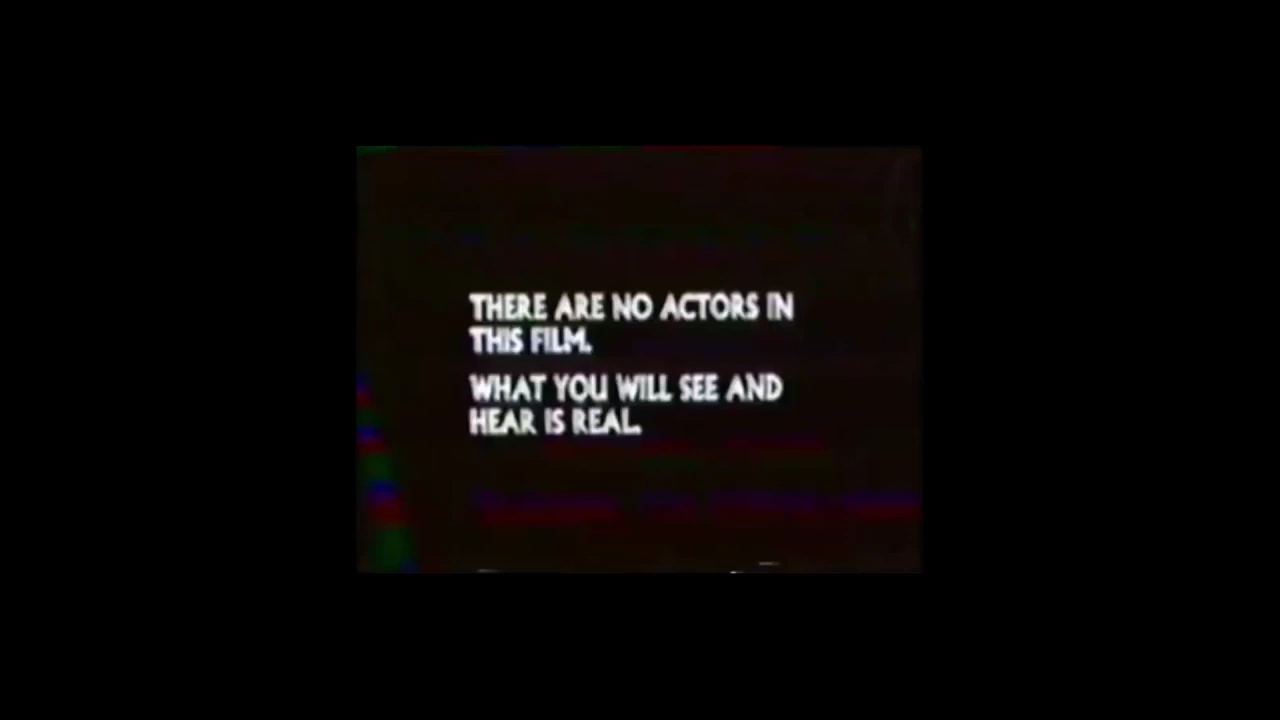 THERE ARE NO ACTORS IN
THIS FILM.
WHAT YOU WILL SEE AND
HEAR IS REAL.